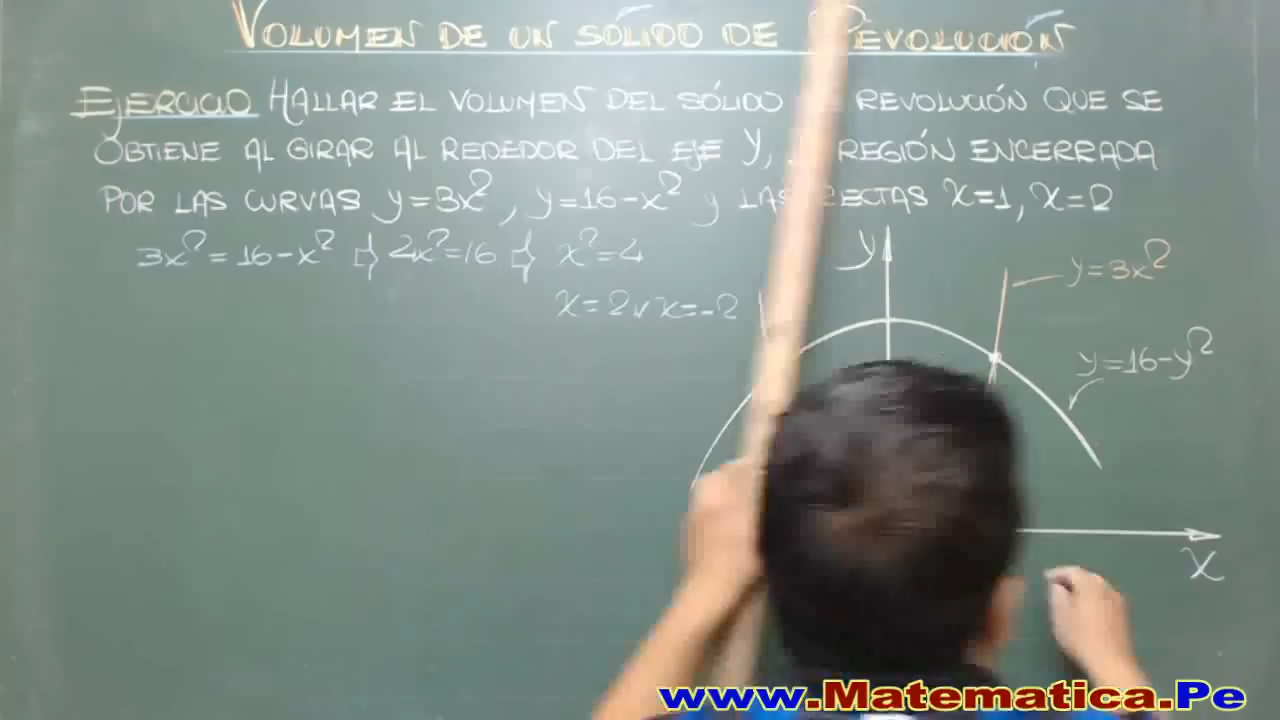 VOLUMEN DE UN SÓLIDO DE REVOLUCIÓN
EJERCICIO HALLAR EL VOLUMEN DEL SÓLIDO REVOLUCIÓN QUE SE
OBTIENE AL GIRAR AL REDEDOR DEL EJE Y, REGIÓN ENCERRADA
POR LAS CURVAS y=3x², y=16-x² y LAS RECTAS x=1, x=2
3x²=16-x² ⇒ 4x²=16 ⇒ x²=4
x=2 v x=-2
y
y=3x²
y=16-y²
x
www.Matematica.Pe